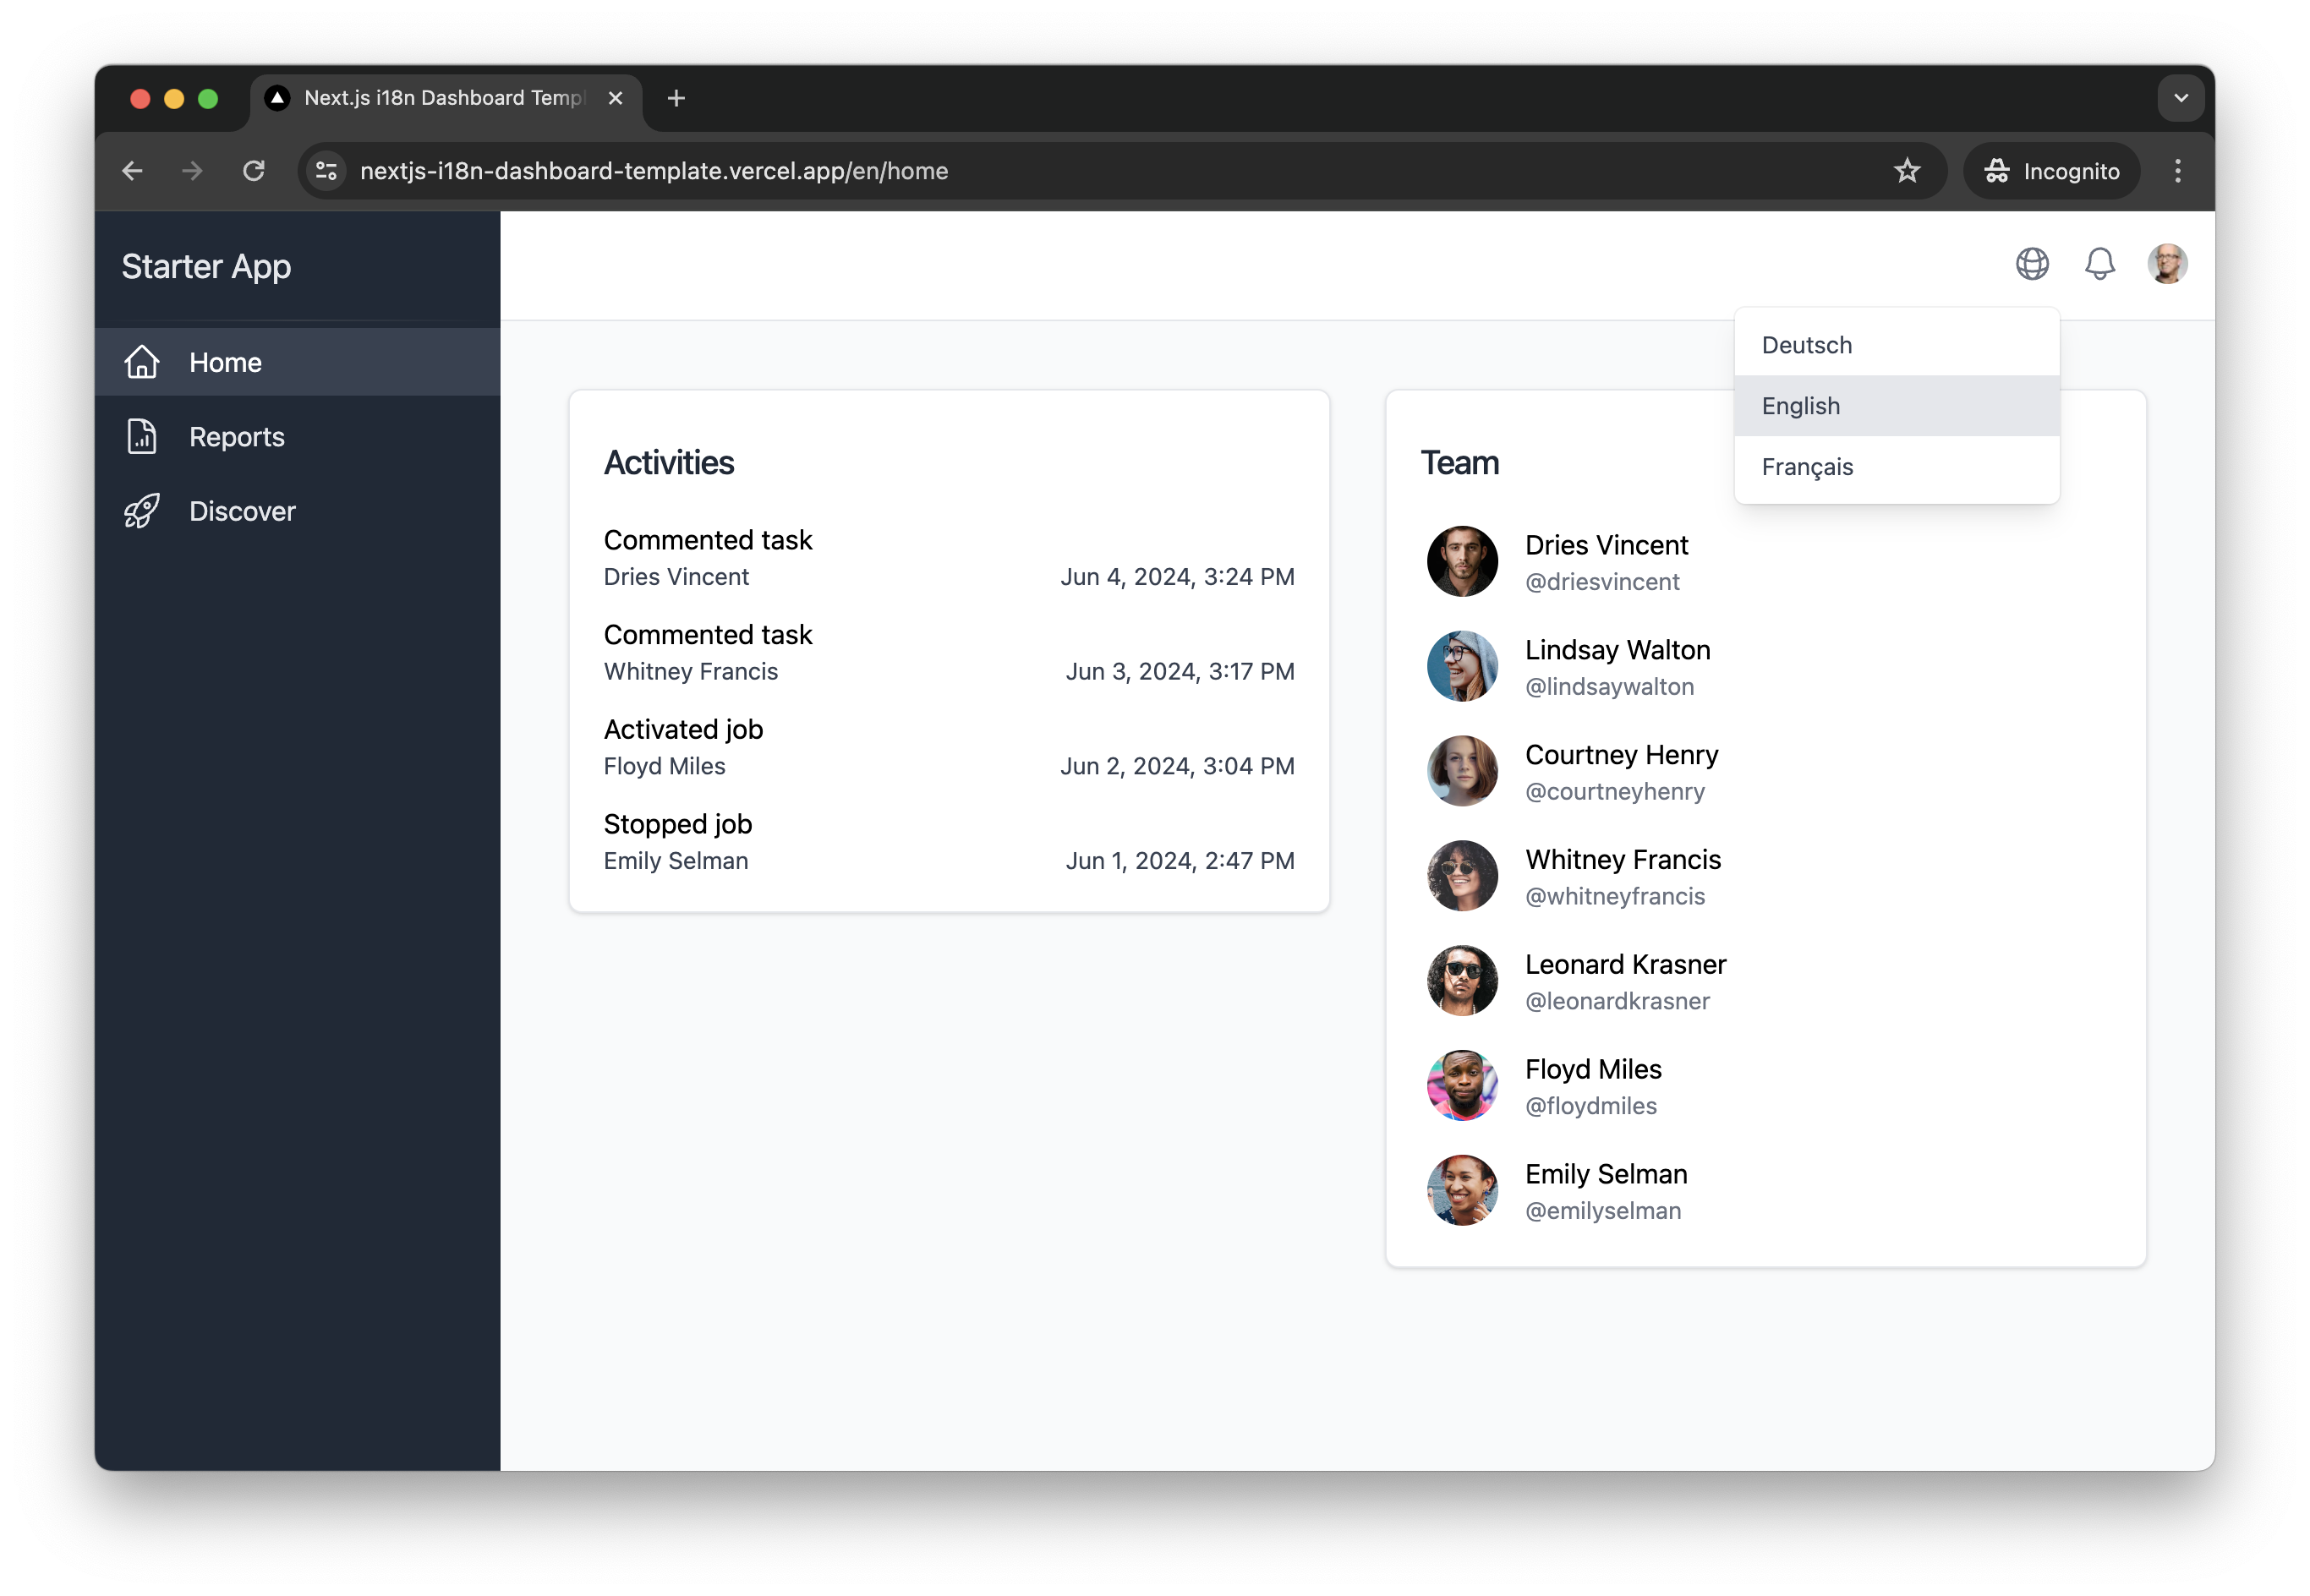 Next.js i18n Dashboard Templ
nextjs-i18n-dashboard-template.vercel.app/en/home
Incognito
Starter App
Home
Reports
Discover
Deutsch
English
Français
Activities
Commented task
Dries Vincent
Jun 4, 2024, 3:24 PM
Commented task
Whitney Francis
Jun 3, 2024, 3:17 PM
Activated job
Floyd Miles
Jun 2, 2024, 3:04 PM
Stopped job
Emily Selman
Jun 1, 2024, 2:47 PM
Team
Dries Vincent
@driesvincent
Lindsay Walton
@lindsaywalton
Courtney Henry
@courtneyhenry
Whitney Francis
@whitneyfrancis
Leonard Krasner
@leonardkrasner
Floyd Miles
@floydmiles
Emily Selman
@emilyselman